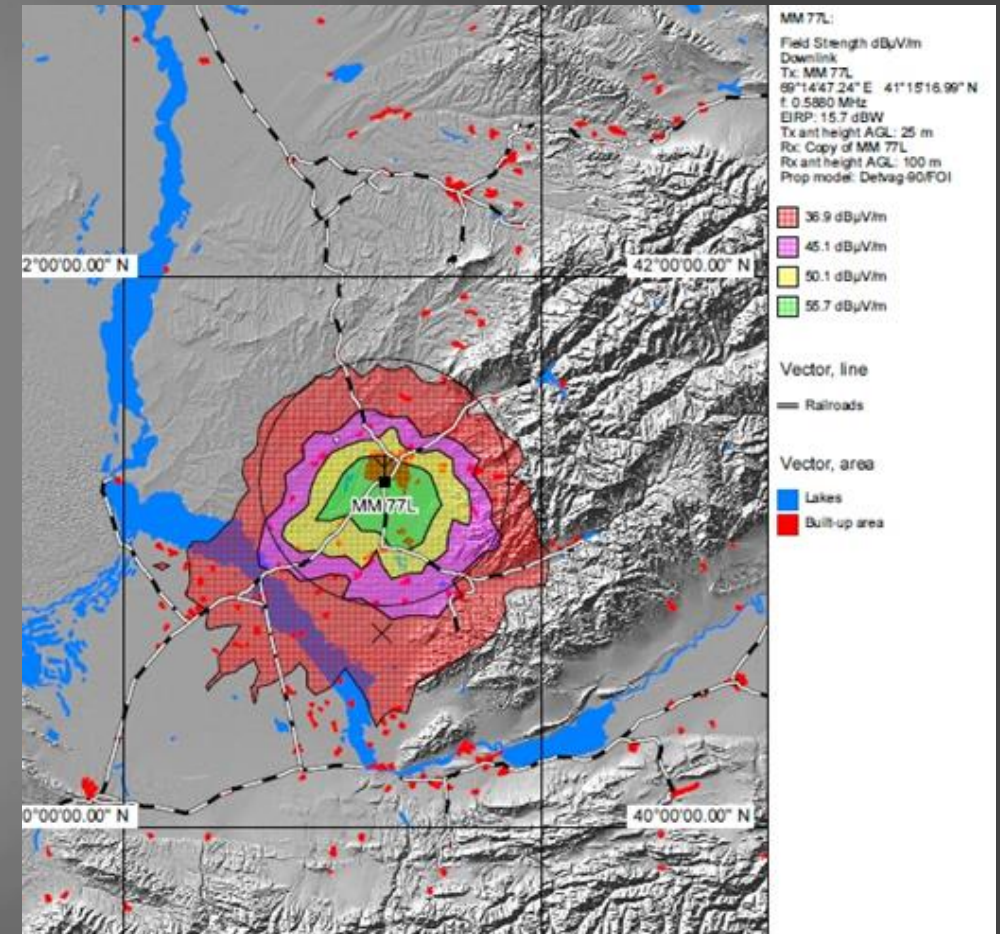 MM 77L:
Field Strength dBµV/m
Downlink
Tx: MM 77L
69°14'47.24" E 41°15'16.99" N
f: 0.5880 MHz
EIRP: 15.7 dBW
Tx ant height AGL: 25 m
Rx: Copy of MM 77L
Rx ant height AGL: 100 m
Prop model: Detvag-90/FOI
36.9 dBµV/m
45.1 dBµV/m
50.1 dBµV/m
55.7 dBµV/m
Vector, line
Railroads
Vector, area
Lakes
Built-up area
2°00'00.00" N
42°00'00.00" N
MM 77L
0°00'00.00" N
40°00'00.00" N